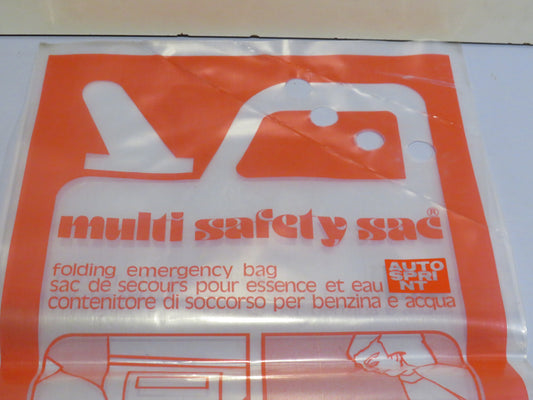 multi safety sac®
folding emergency bag
sac de secours pour essence et eau
contenitore di soccorso per benzina e acqua
AUTO
SPRI
NT